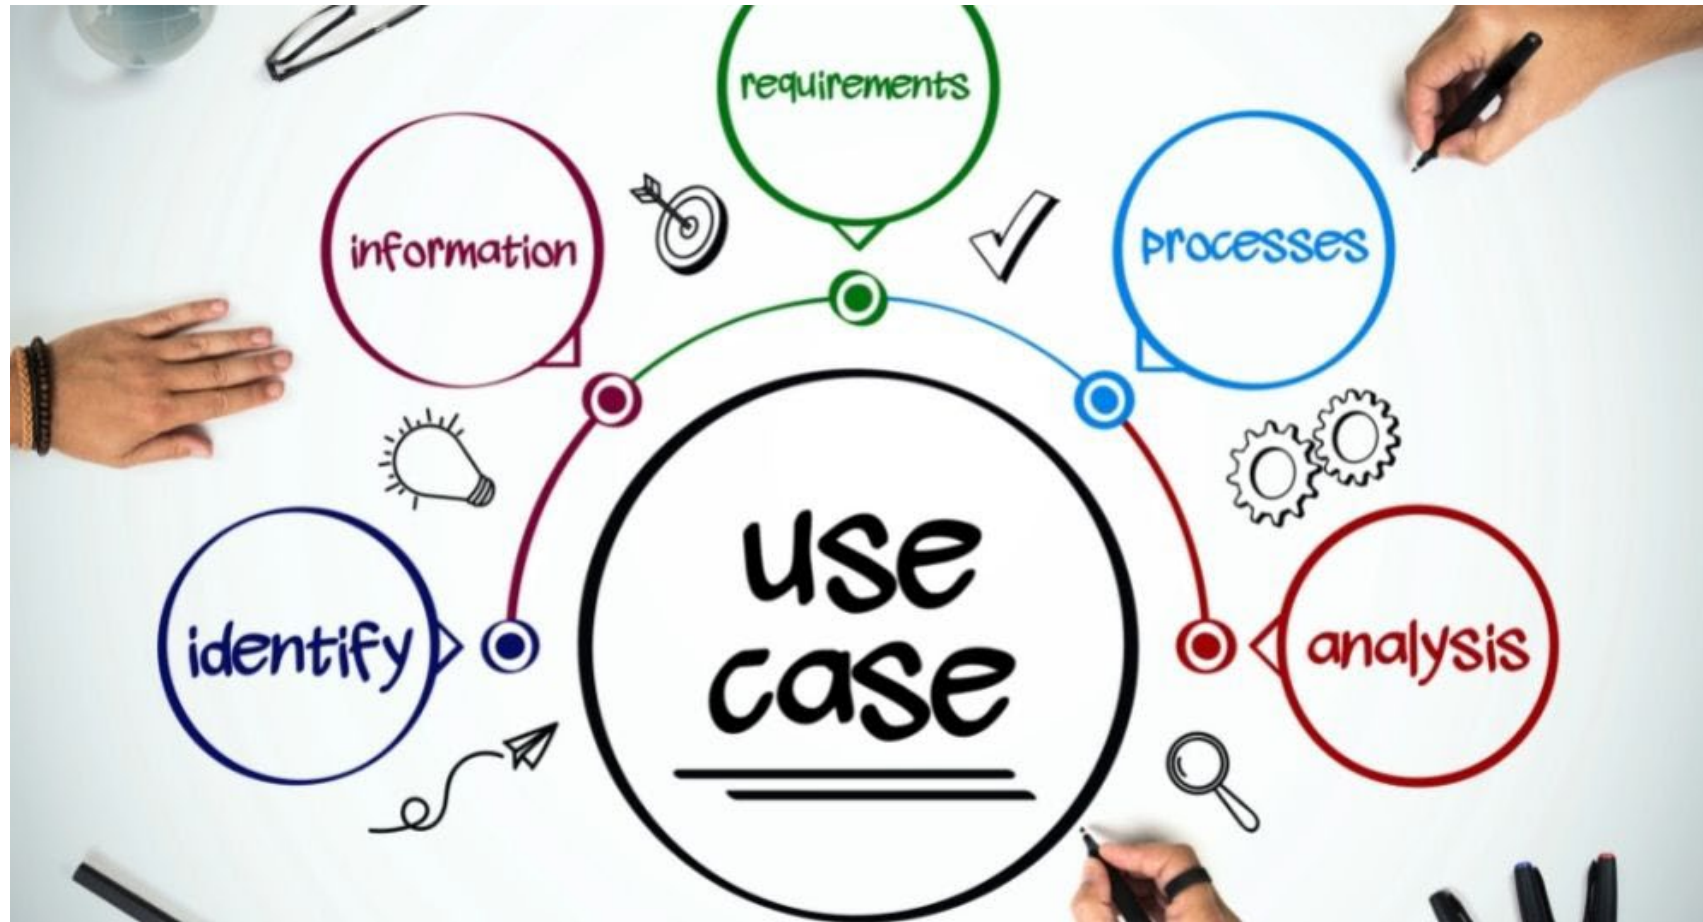 requirements
information
processes
use
case
identify
analysis